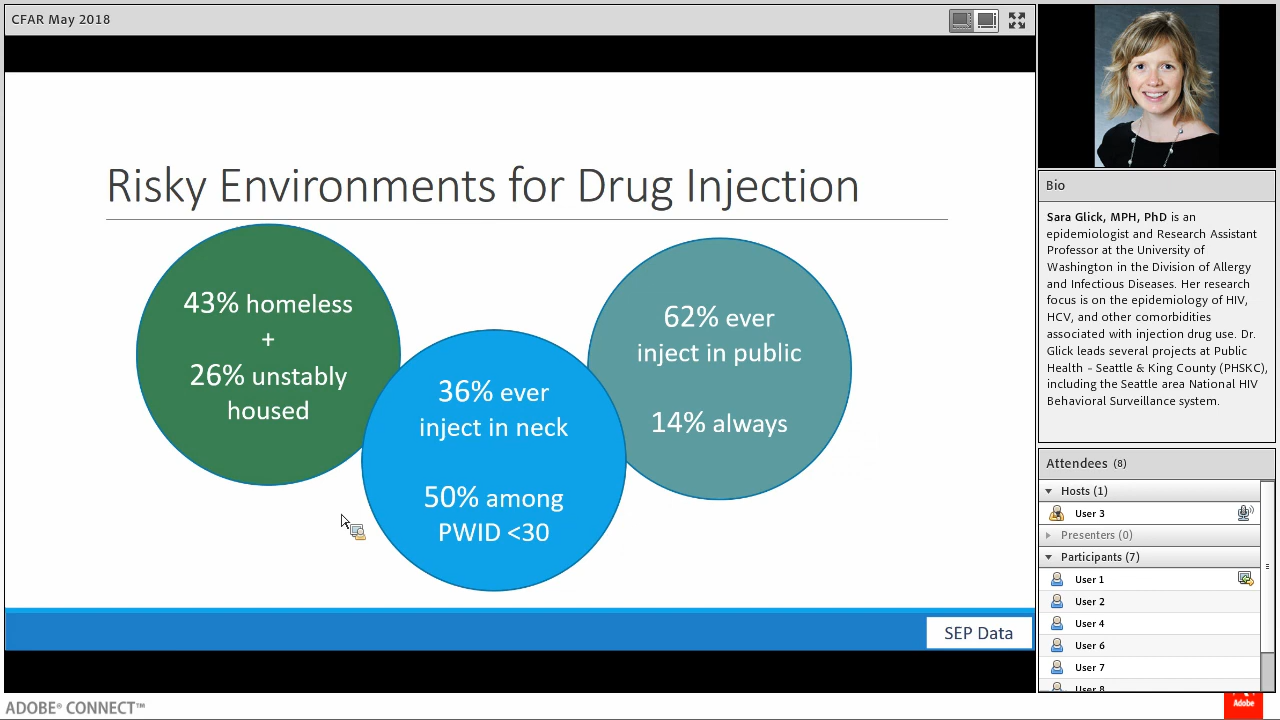 CFAR May 2018
Risky Environments for Drug Injection
43% homeless
+
26% unstably
housed
36% ever
inject in neck
50% among
PWID <30
62% ever
inject in public
14% always
SEP Data
Bio
Sara Glick, MPH, PhD is an
epidemiologist and Research Assistant
Professor at the University of
Washington in the Division of Allergy
and Infectious Diseases. Her research
focus is on the epidemiology of HIV,
HCV, and other comorbidities
associated with injection drug use. Dr.
Glick leads several projects at Public
Health – Seattle & King County (PHSKC),
including the Seattle area National HIV
Behavioral Surveillance system.
Attendees (8)
Hosts (1)
User 3
Presenters (0)
Participants (7)
User 1
User 2
User 4
User 6
User 7
User 8
ADOBE® CONNECT™
Adobe